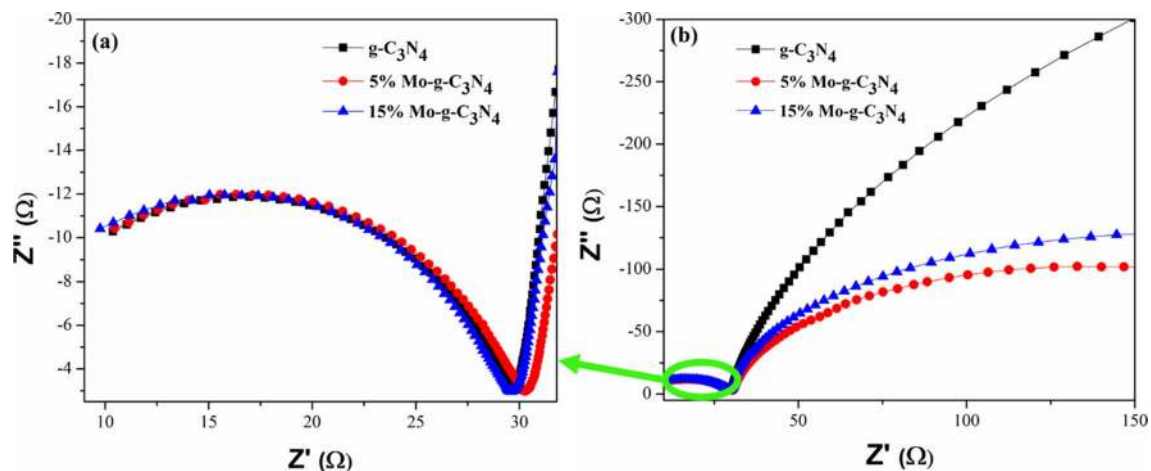 (a)
g-C₃N₄
5% Mo-g-C₃N₄
15% Mo-g-C₃N₄
-20
-18
-16
-14
-12
-10
-8
-6
-4
Z'' (Ω)
10
15
20
25
30
Z' (Ω)
(b)
g-C₃N₄
5% Mo-g-C₃N₄
15% Mo-g-C₃N₄
-300
-250
-200
-150
-100
-50
0
Z'' (Ω)
50
100
150
Z' (Ω)